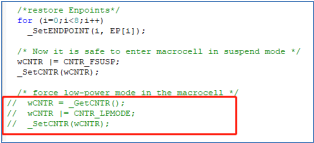 /*restore Enpoints*/
for (i=0;i<8;i++)
_SetENDPOINT(i, EP[i]);
/* Now it is safe to enter macrocell in suspend mode */
wCNTR |= CNTR_FSUSP;
_SetCNTR(wCNTR);
/* force low-power mode in the macrocell */
// wCNTR = _GetCNTR();
// wCNTR |= CNTR_LPMODE;
// _SetCNTR(wCNTR);